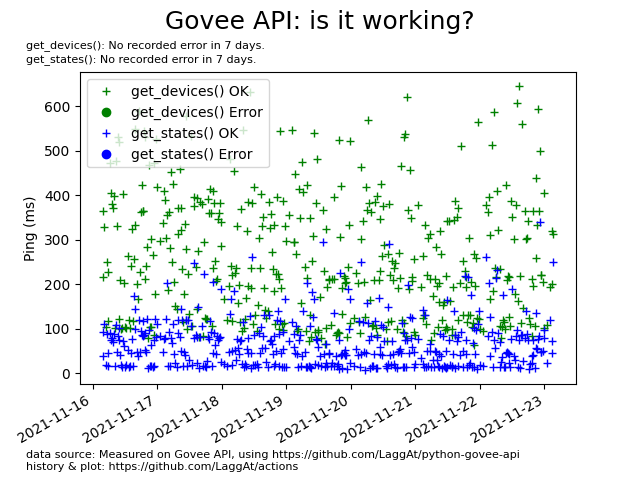 Govee API: is it working?
get_devices(): No recorded error in 7 days.
get_states(): No recorded error in 7 days.
get_devices() OK
get_devices() Error
get_states() OK
get_states() Error
Ping (ms)
600
500
400
300
200
100
0
2021-11-16
2021-11-17
2021-11-18
2021-11-19
2021-11-20
2021-11-21
2021-11-22
2021-11-23
data source: Measured on Govee API, using https://github.com/LaggAt/python-govee-api
history & plot: https://github.com/LaggAt/actions